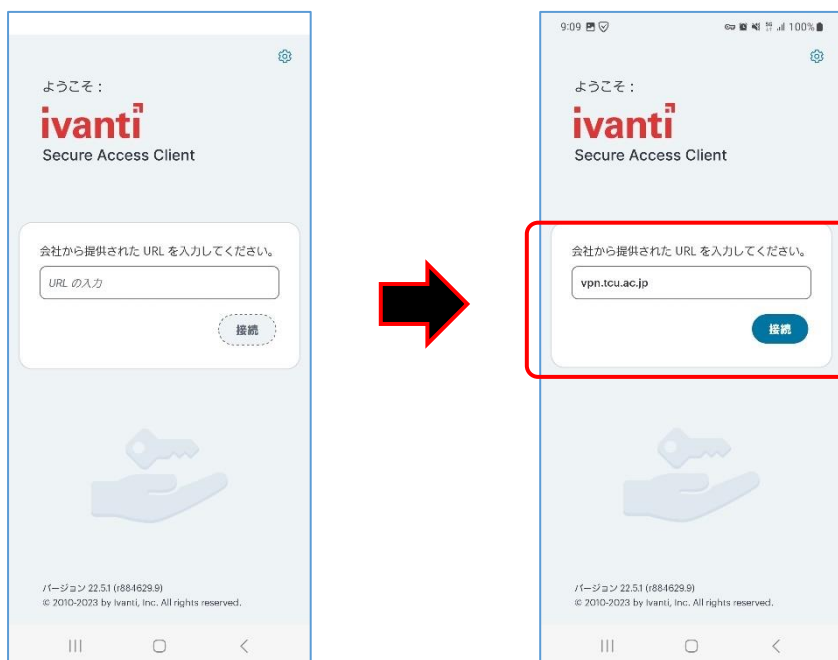 ようこそ：
ivanti
Secure Access Client
会社から提供された URL を入力してください。
URL の入力
接続
バージョン 22.5.1 (r884629.9)
© 2010-2023 by Ivanti, Inc. All rights reserved.
9:09
100%
ようこそ：
ivanti
Secure Access Client
会社から提供された URL を入力してください。
vpn.tcu.ac.jp
接続
バージョン 22.5.1 (r884629.9)
© 2010-2023 by Ivanti, Inc. All rights reserved.